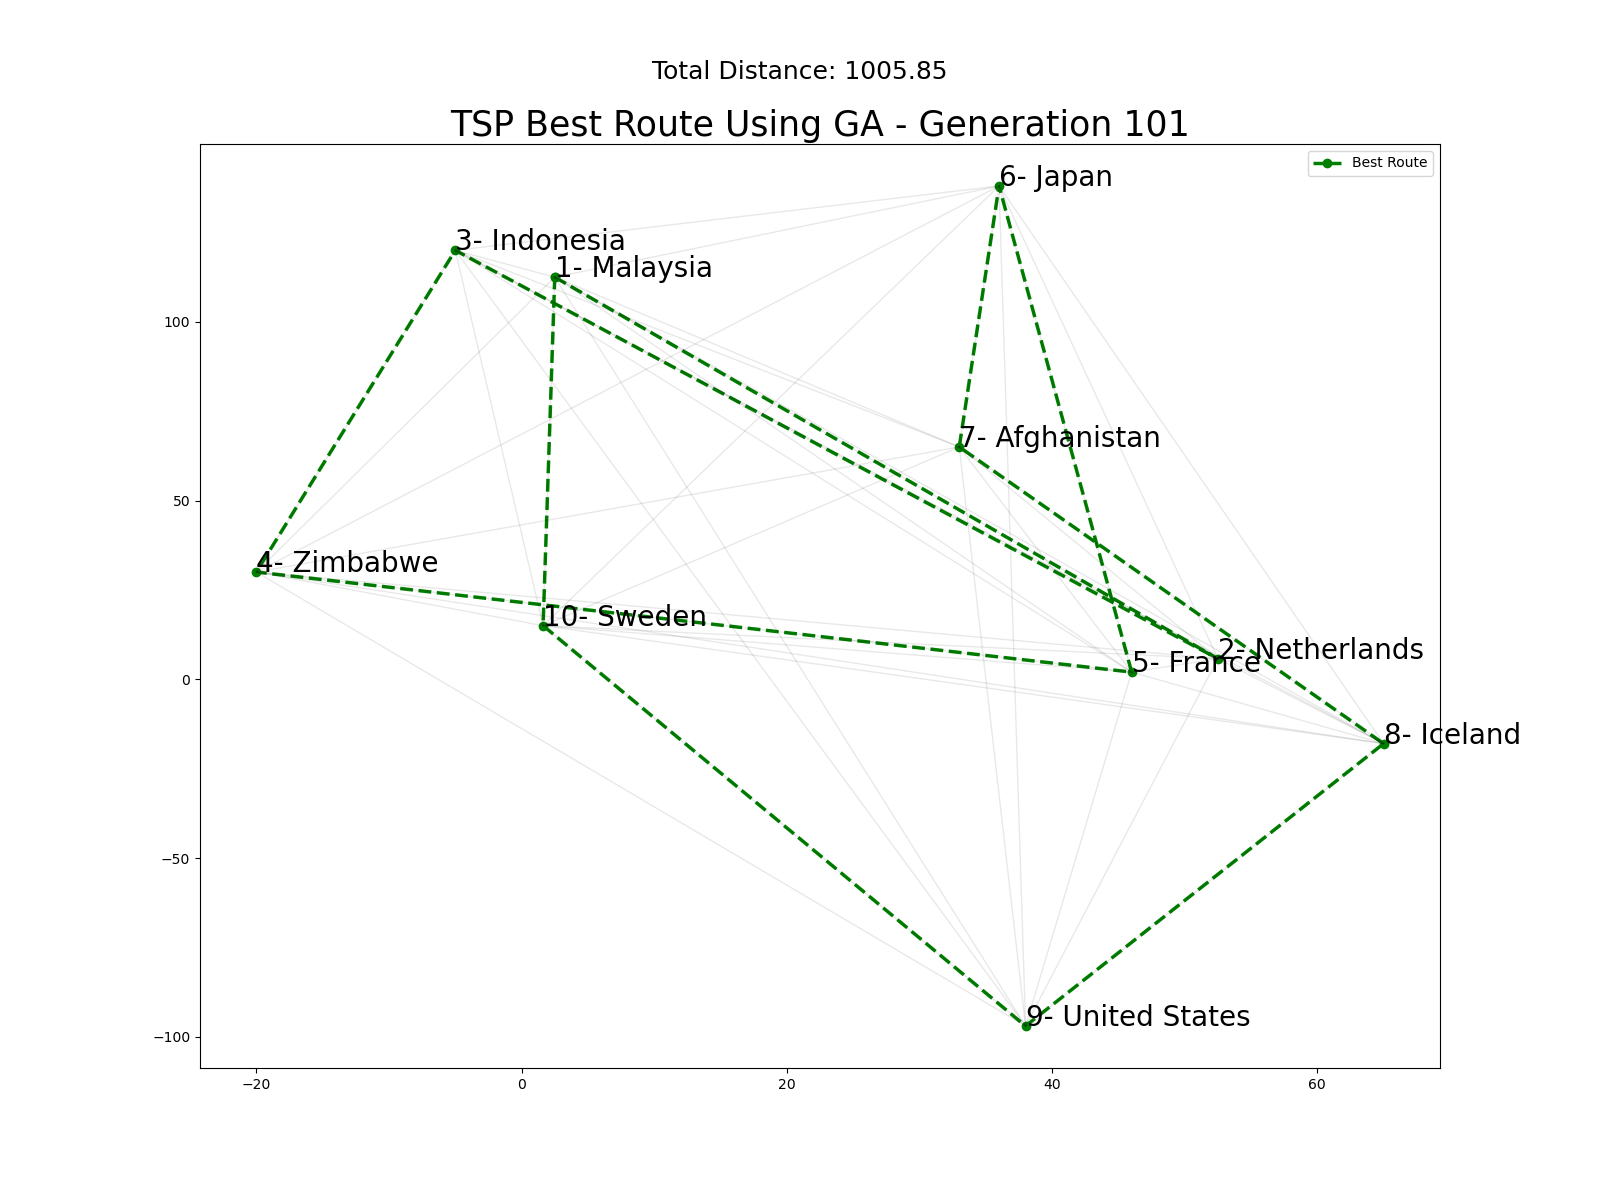 Total Distance: 1005.85
TSP Best Route Using GA - Generation 101
Best Route
6- Japan
3- Indonesia
1- Malaysia
100
7- Afghanistan
50
4- Zimbabwe
10- Sweden
2- Netherlands
5- France
0
8- Iceland
−50
9- United States
−100
−20 0 20 40 60